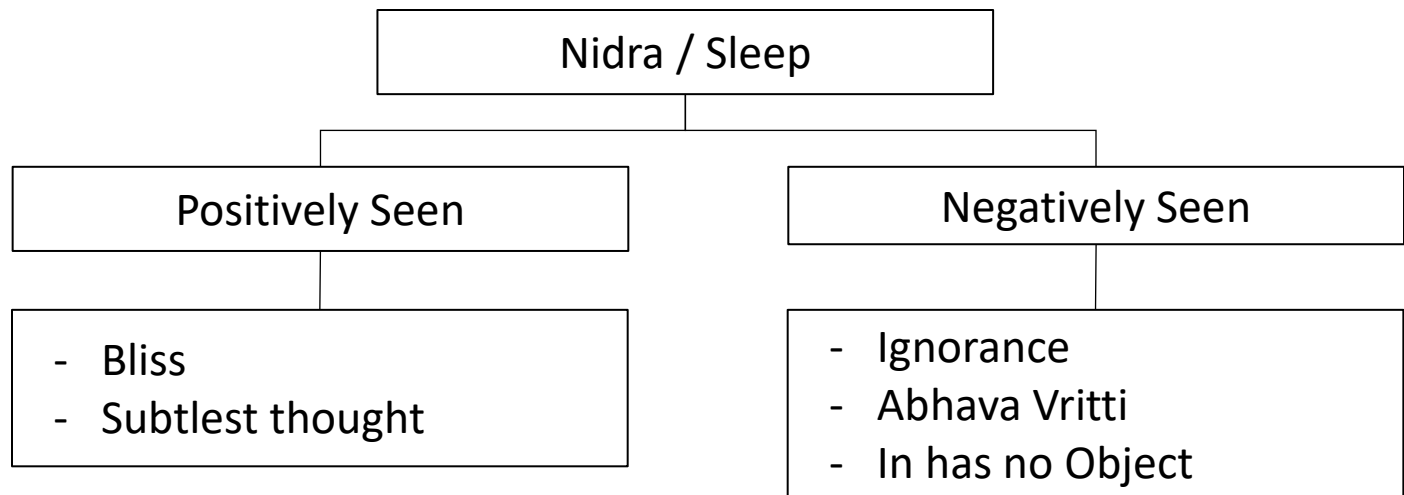 Nidra / Sleep
Positively Seen
Negatively Seen
- Bliss
- Subtlest thought
- Ignorance
- Abhava Vritti
- In has no Object